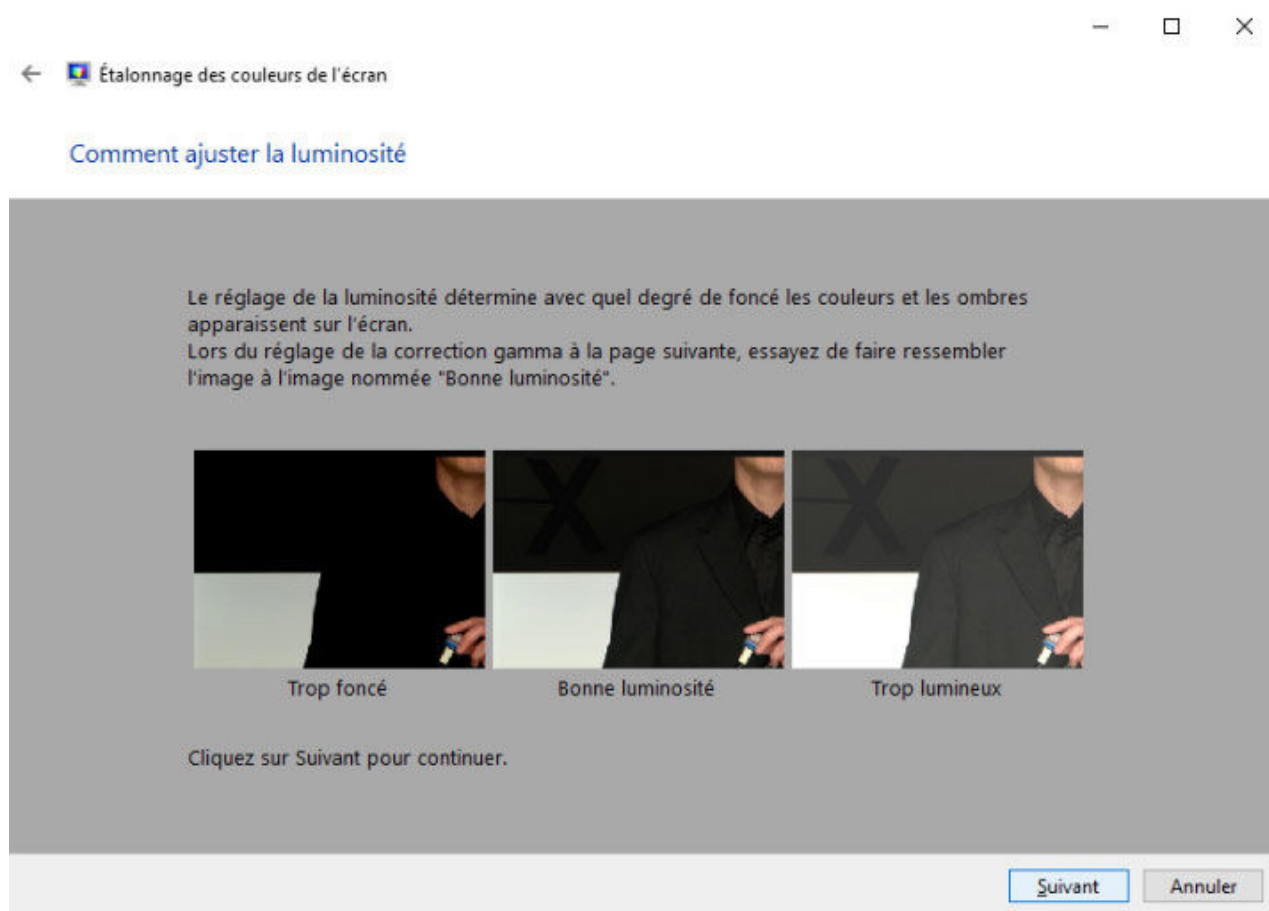 Étalonnage des couleurs de l'écran
Comment ajuster la luminosité
Le réglage de la luminosité détermine avec quel degré de foncé les couleurs et les ombres
apparaissent sur l'écran.
Lors du réglage de la correction gamma à la page suivante, essayez de faire ressembler
l'image à l'image nommée "Bonne luminosité".
Trop foncé
Bonne luminosité
Trop lumineux
Cliquez sur Suivant pour continuer.
Suivant
Annuler